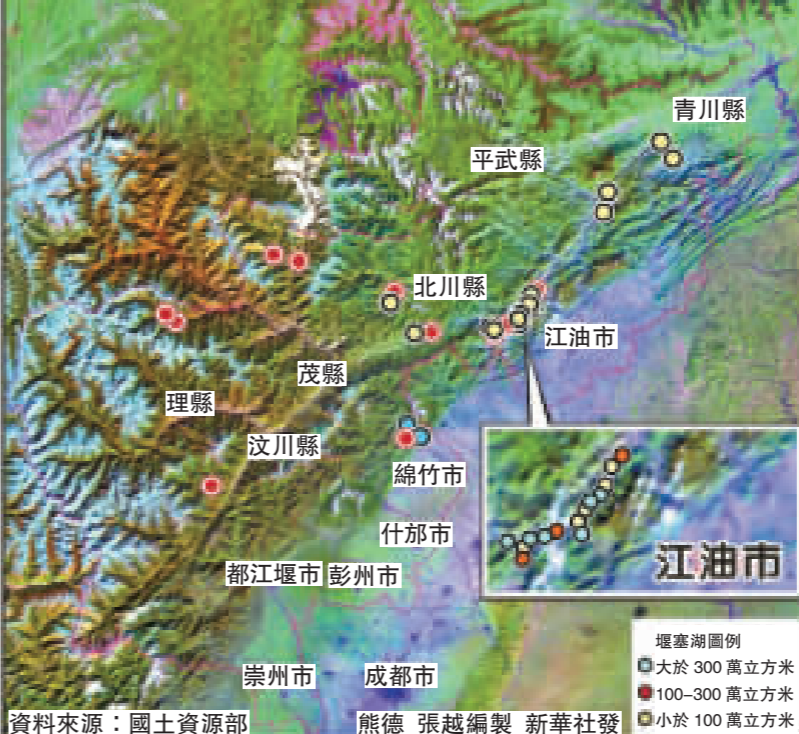 青川縣
平武縣
北川縣
江油市
茂縣
理縣
汶川縣
綿竹市
什邡市
都江堰市
彭州市
江油市
崇州市
成都市
堰塞湖圖例
大於 300 萬立方米
100–300 萬立方米
小於 100 萬立方米
資料來源：國土資源部
熊德 張越編製 新華社發